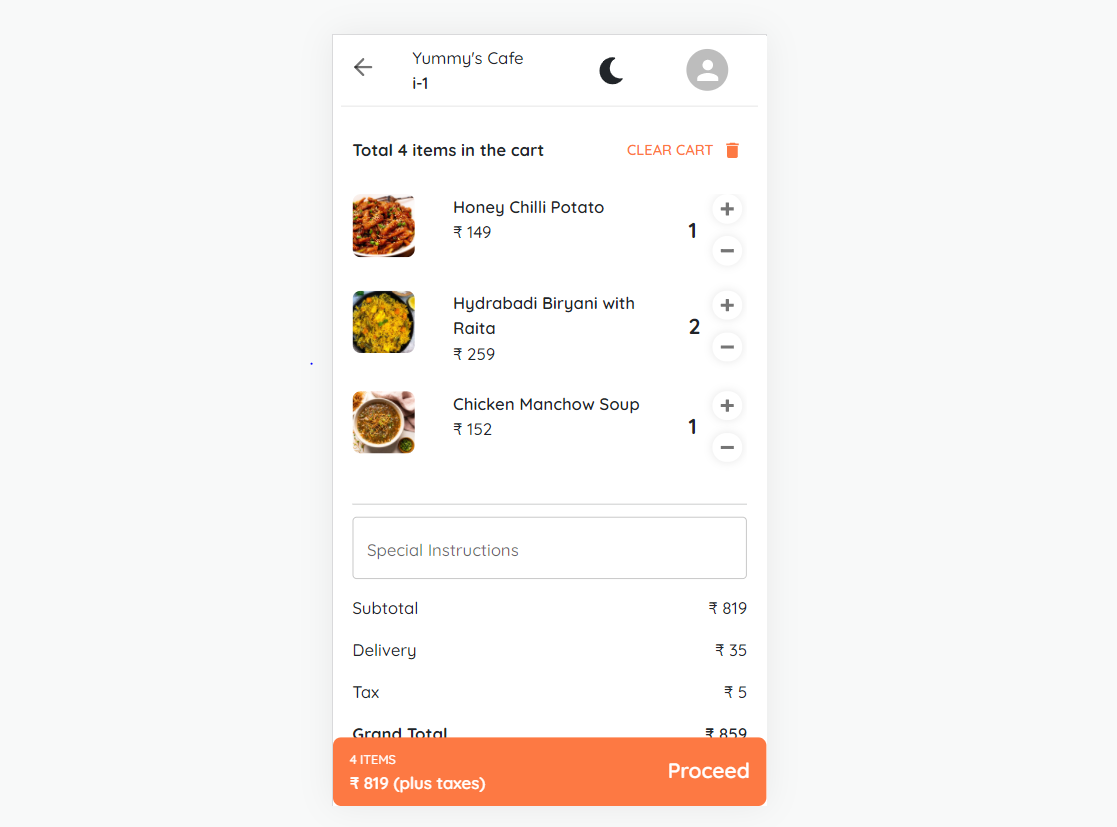 Yummy's Cafe
i-1
Total 4 items in the cart
CLEAR CART
Honey Chilli Potato
₹ 149
1
Hydrabadi Biryani with
Raita
₹ 259
2
Chicken Manchow Soup
₹ 152
1
Special Instructions
Subtotal ₹ 819
Delivery ₹ 35
Tax ₹ 5
Grand Total ₹ 859
4 ITEMS
₹ 819 (plus taxes)
Proceed